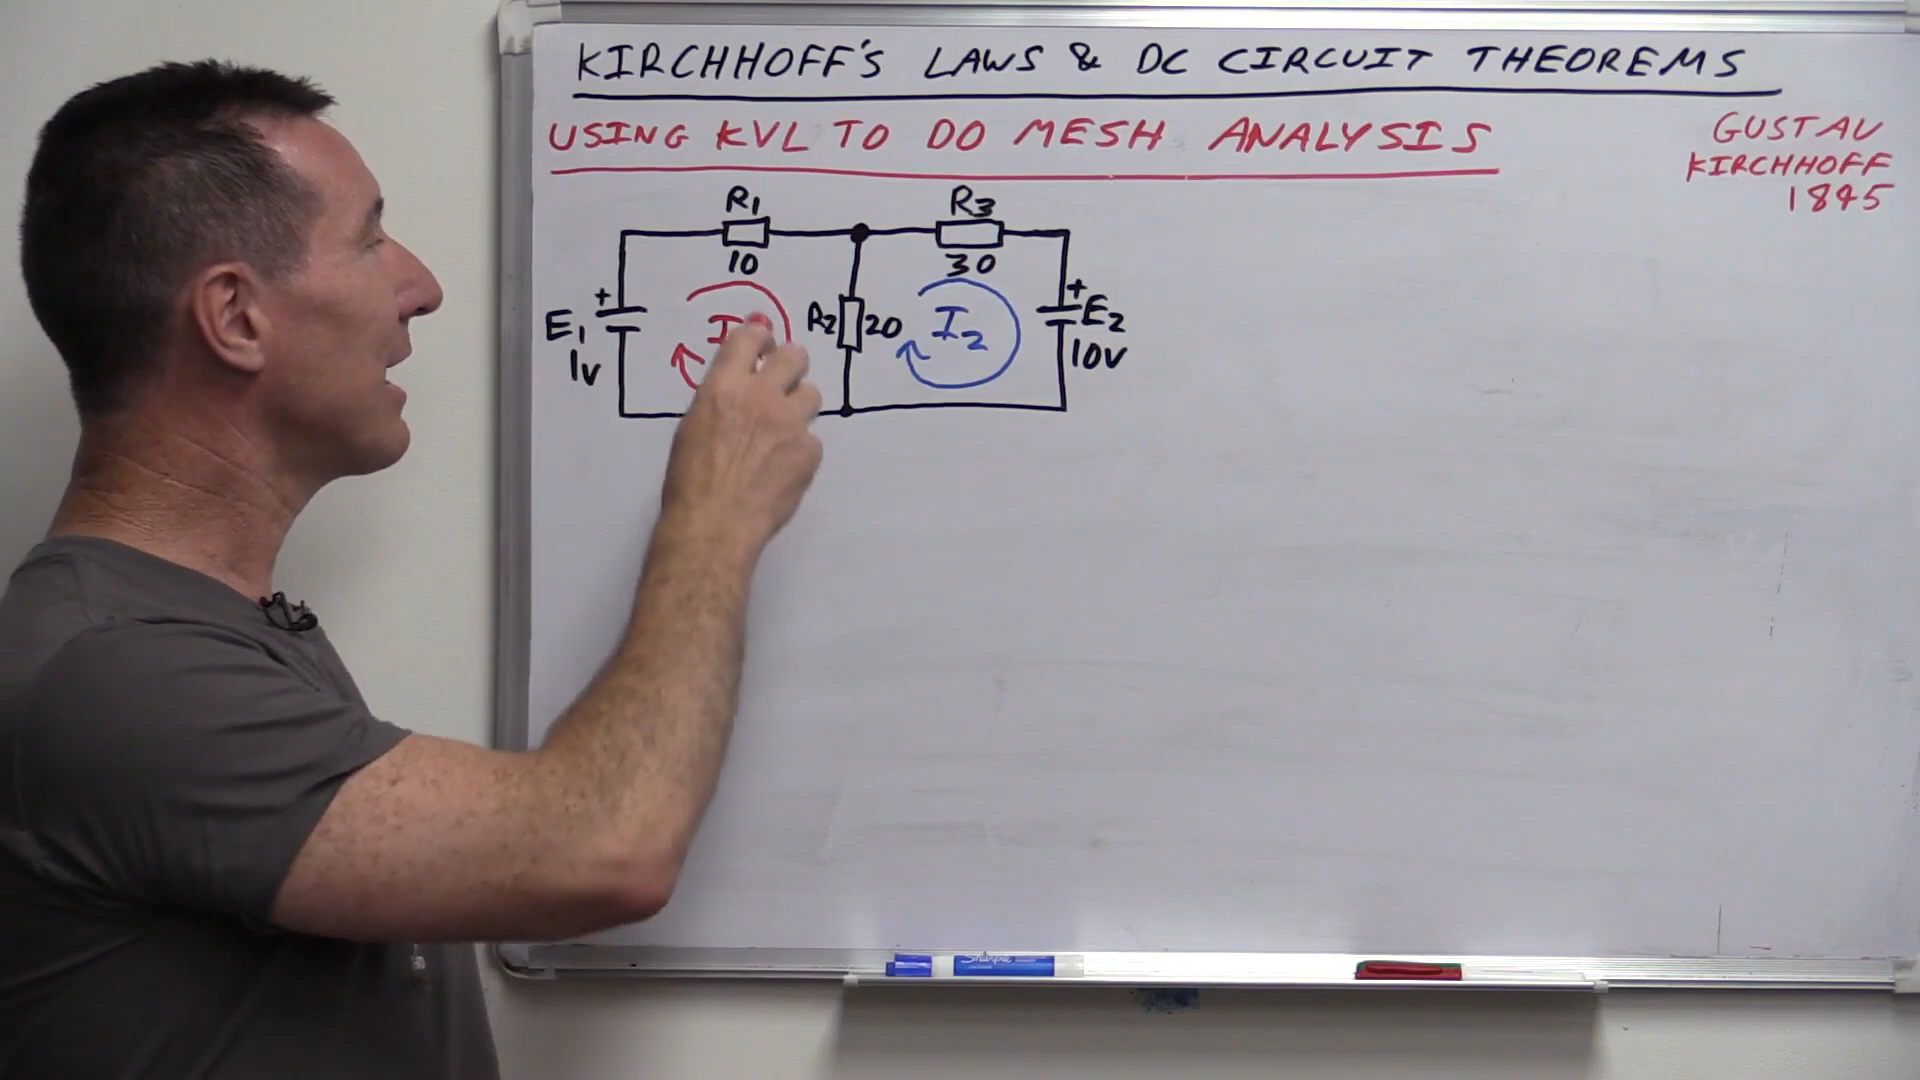 KIRCHHOFF'S LAWS & DC CIRCUIT THEOREMS
USING KVL TO DO MESH ANALYSIS
GUSTAV
KIRCHHOFF
1845
R1
R3
10
30
+
+
E1
1V
I
R2
20
I2
E2
10V
Sharpie